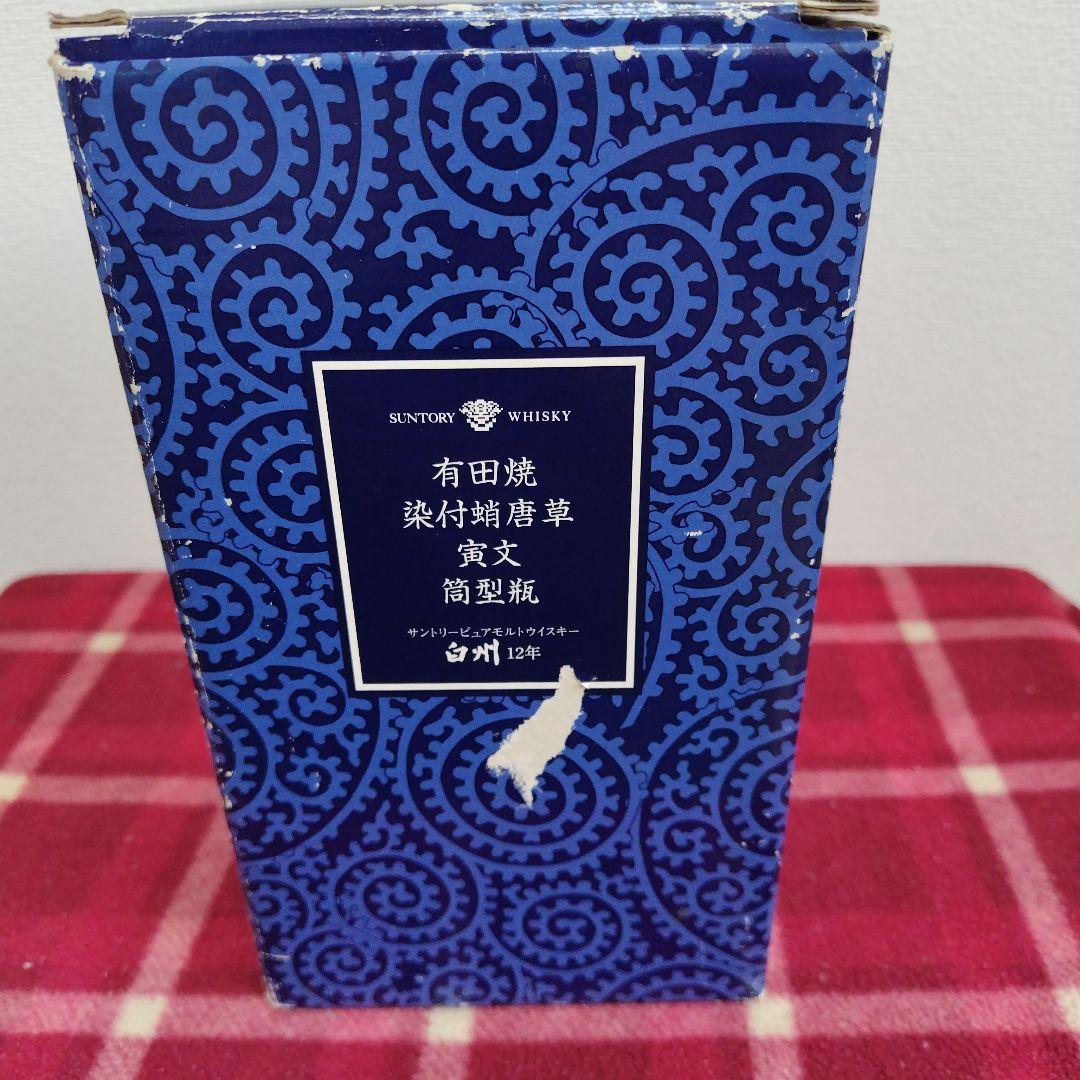 SUNTORY WHISKY
有田焼
染付蛸唐草
寅文
筒型瓶
サントリーピュアモルトウイスキー
白州 12年